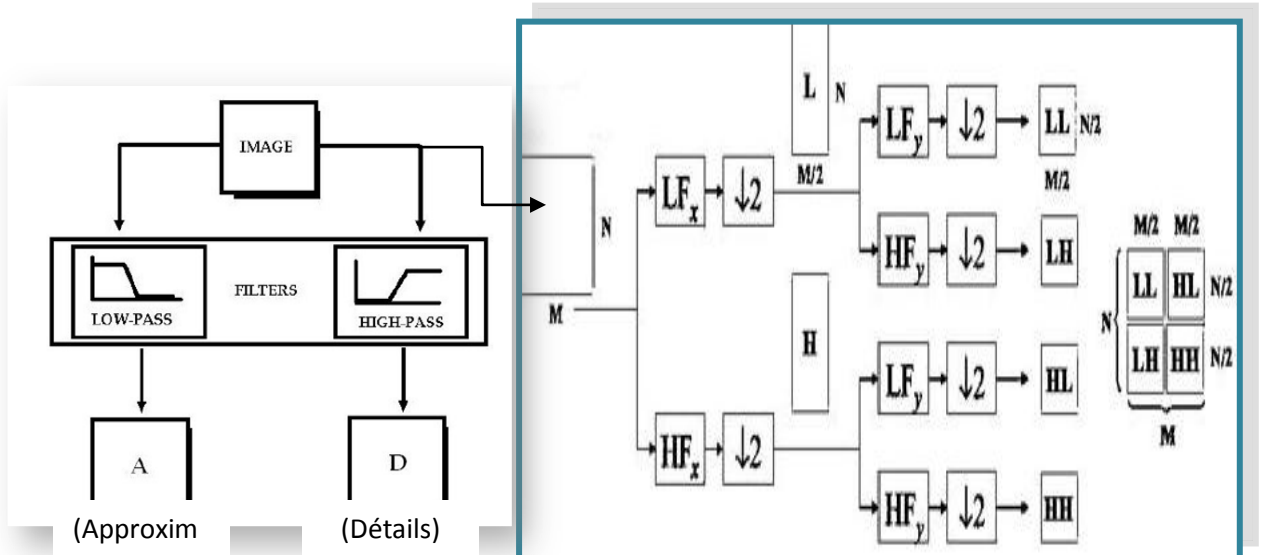 IMAGE
FILTERS
LOW-PASS
HIGH-PASS
A
D
(Approxim
(Détails)
N
M
LFx
↓2
L
N
M/2
LFy
↓2
LL
N/2
M/2
HFy
↓2
LH
H
HFx
↓2
LFy
↓2
HL
HFy
↓2
HH
M/2 M/2
LL HL N/2
N
LH HH N/2
M